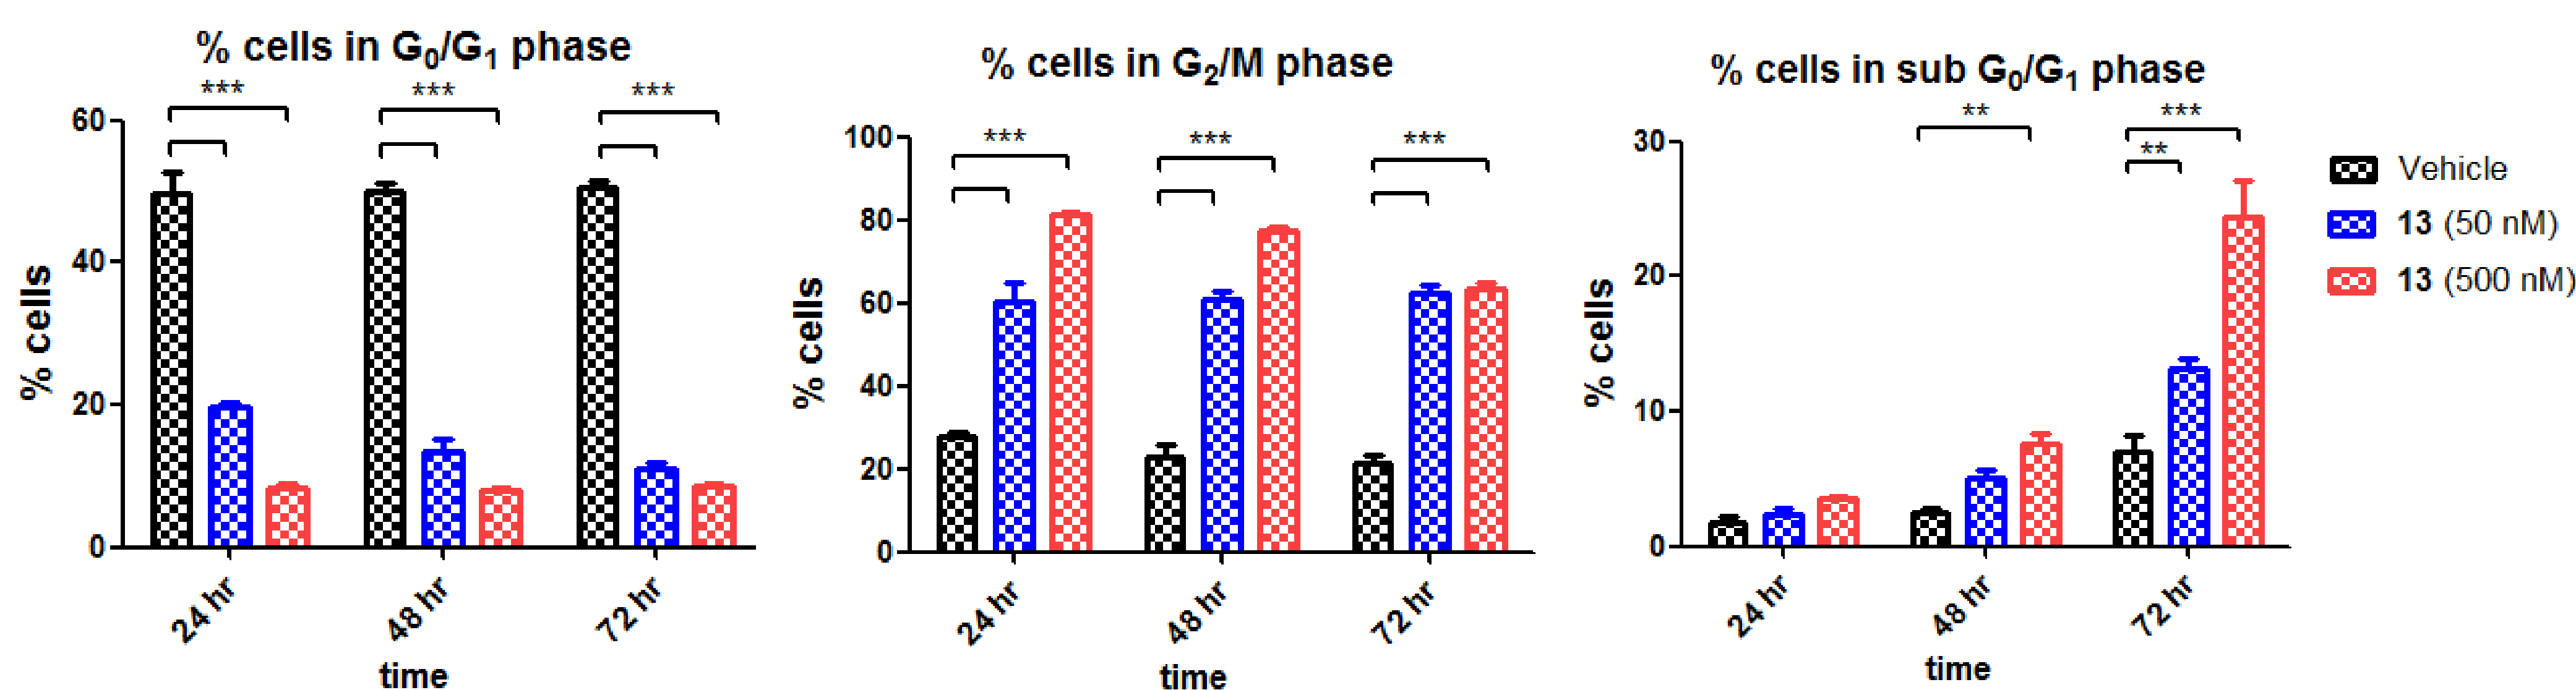 % cells in G₀/G₁ phase
***
***
***
60
40
20
0
% cells
24 hr
48 hr
72 hr
time
% cells in G₂/M phase
***
***
***
100
80
60
40
20
0
% cells
24 hr
48 hr
72 hr
time
% cells in sub G₀/G₁ phase
**
***
**
30
20
10
0
% cells
24 hr
48 hr
72 hr
time
Vehicle
13 (50 nM)
13 (500 nM)